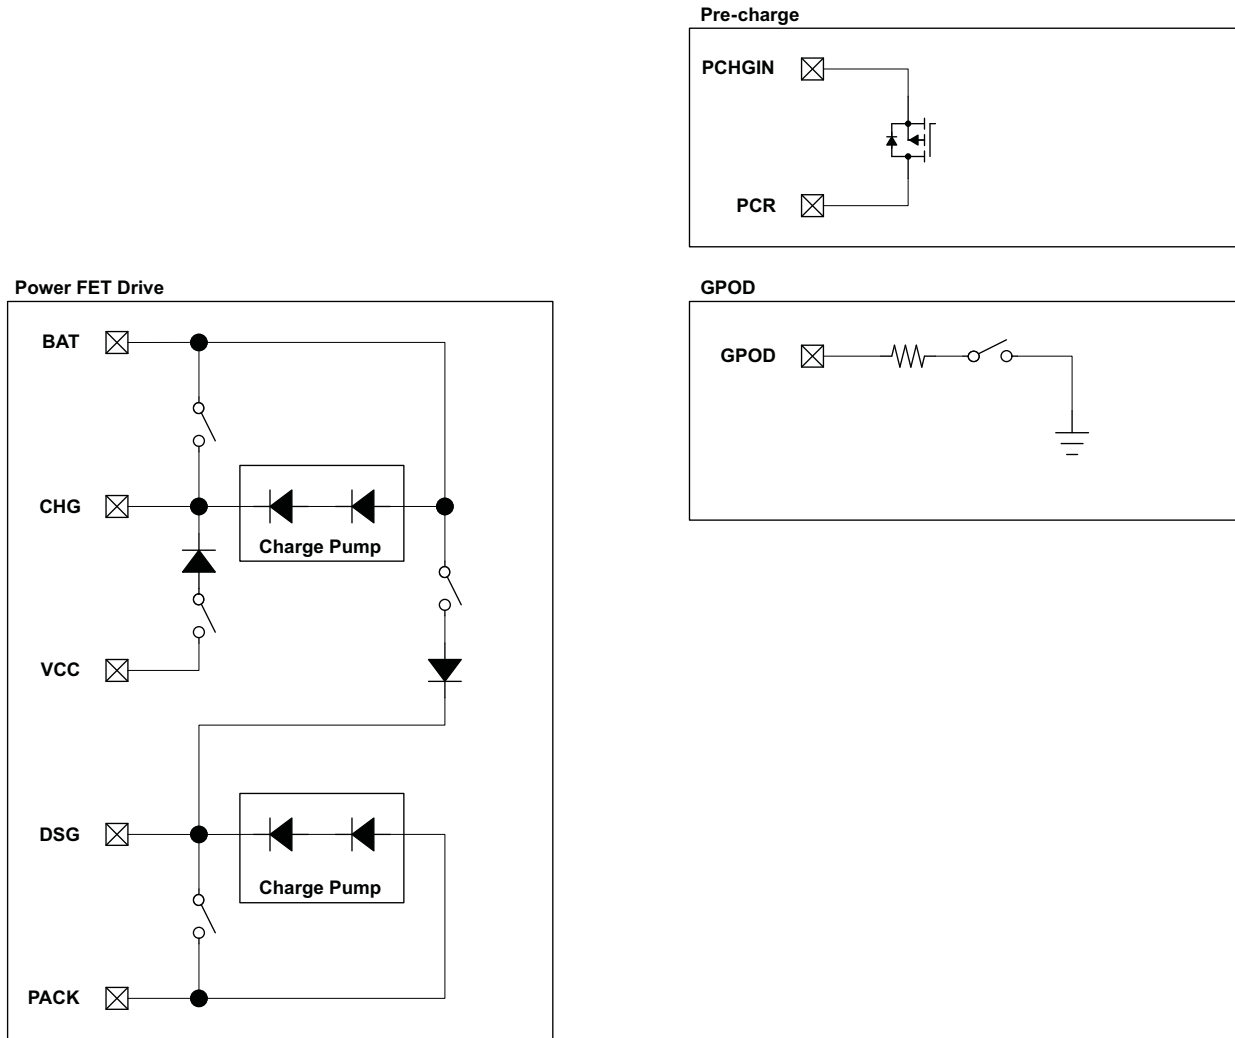 Pre-charge
PCHGIN
PCR
Power FET Drive
BAT
CHG
Charge Pump
VCC
DSG
Charge Pump
PACK
GPOD
GPOD